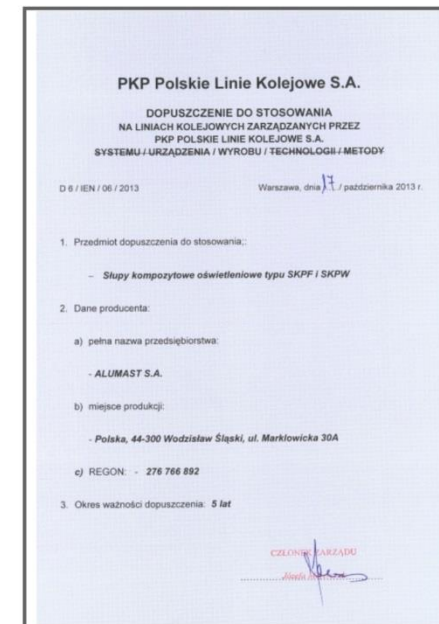 PKP Polskie Linie Kolejowe S.A.
DOPUSZCZENIE DO STOSOWANIA
NA LINIACH KOLEJOWYCH ZARZĄDZANYCH PRZEZ
PKP POLSKIE LINIE KOLEJOWE S.A.
SYSTEMU / URZĄDZENIA / WYROBU / TECHNOLOGII / METODY
D 6 / IEN / 06 / 2013
Warszawa, dnia 17 / października 2013 r.
1. Przedmiot dopuszczenia do stosowania;:
– Słupy kompozytowe oświetleniowe typu SKPF i SKPW
2. Dane producenta:
a) pełna nazwa przedsiębiorstwa:
- ALUMAST S.A.
b) miejsce produkcji:
- Polska, 44-300 Wodzisław Śląski, ul. Marklowicka 30A
c) REGON: - 276 766 892
3. Okres ważności dopuszczenia: 5 lat
CZŁONEK ZARZĄDU
Józefa